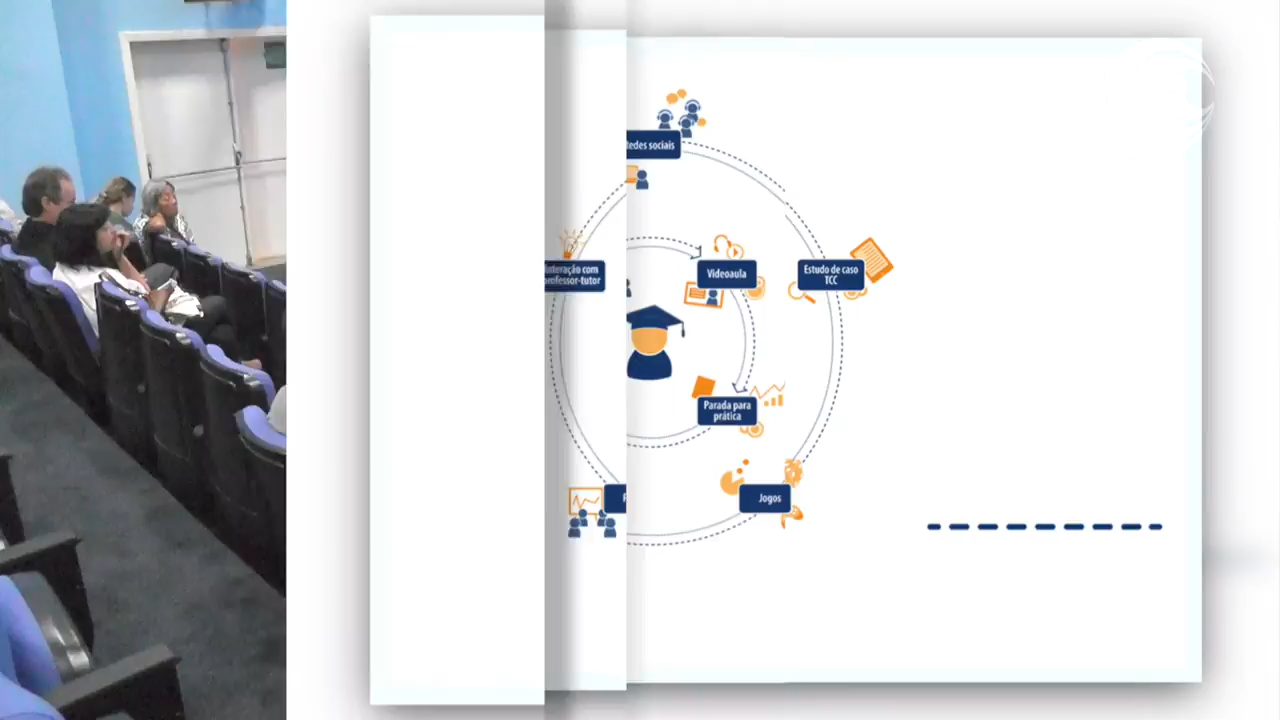 Redes sociais
Interação com
professor-tutor
Videoaula
Estudo de caso
TCC
Parada para
prática
Jogos